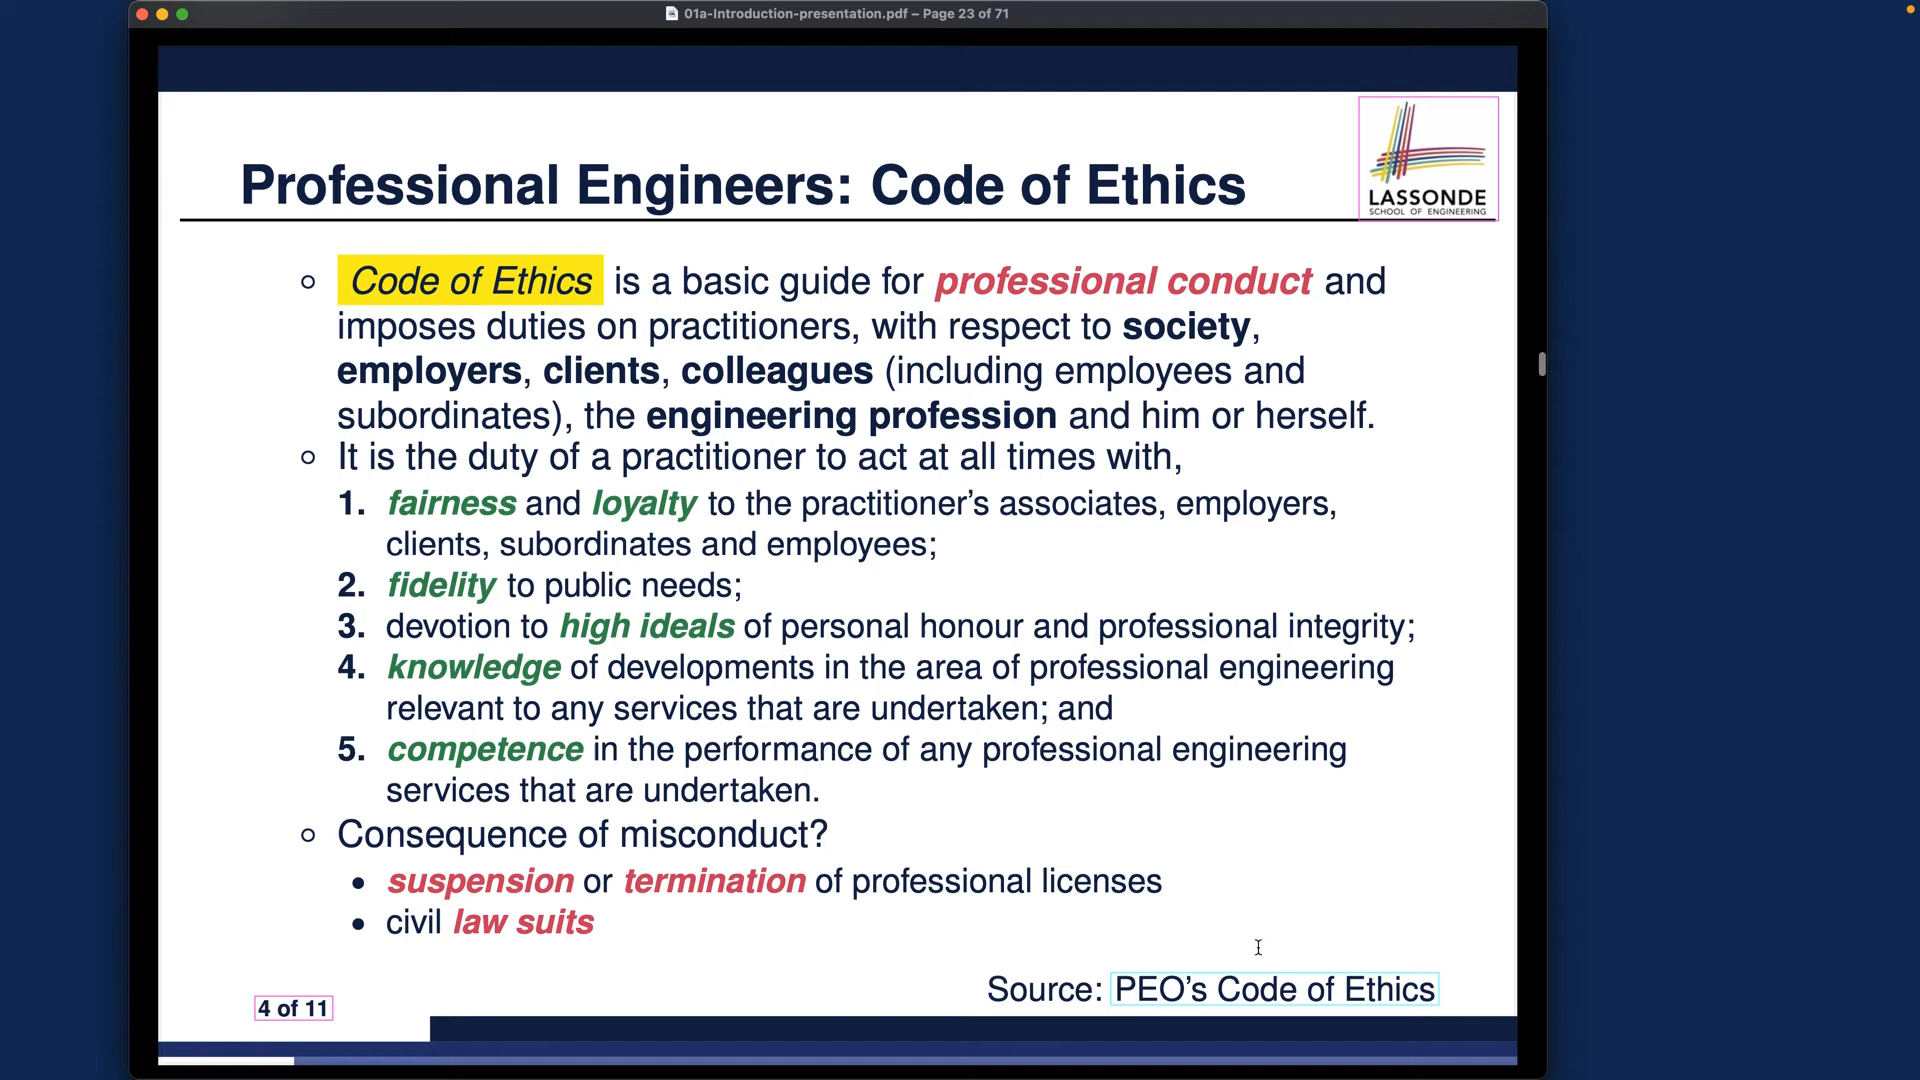 01a-Introduction-presentation.pdf – Page 23 of 71
LASSONDE
SCHOOL OF ENGINEERING
Professional Engineers: Code of Ethics
Code of Ethics is a basic guide for professional conduct and
imposes duties on practitioners, with respect to society,
employers, clients, colleagues (including employees and
subordinates), the engineering profession and him or herself.
It is the duty of a practitioner to act at all times with,
1. fairness and loyalty to the practitioner’s associates, employers,
clients, subordinates and employees;
2. fidelity to public needs;
3. devotion to high ideals of personal honour and professional integrity;
4. knowledge of developments in the area of professional engineering
relevant to any services that are undertaken; and
5. competence in the performance of any professional engineering
services that are undertaken.
Consequence of misconduct?
• suspension or termination of professional licenses
• civil law suits
Source: PEO’s Code of Ethics
4 of 11